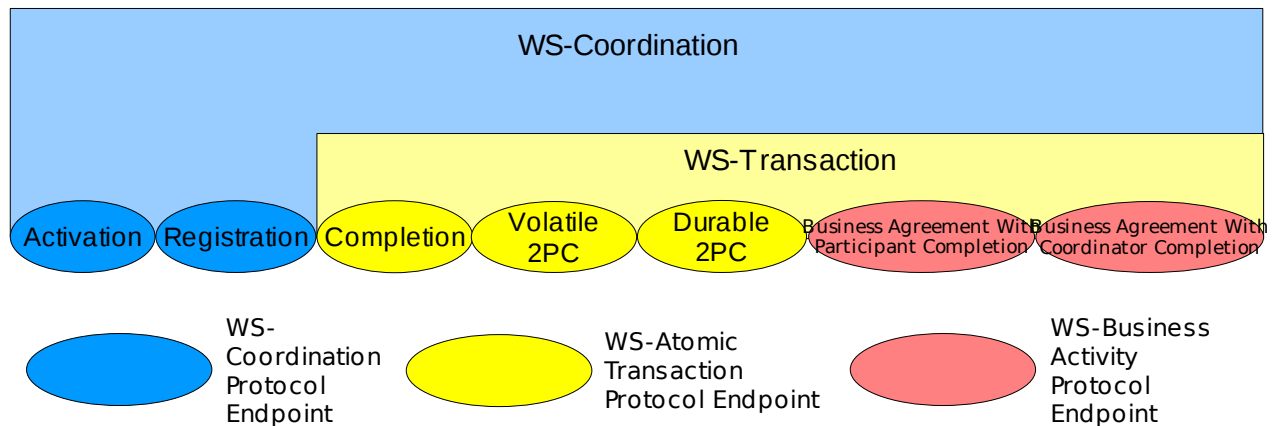 WS-Coordination
WS-Transaction
Activation
Registration
Completion
Volatile
2PC
Durable
2PC
Business Agreement With
Participant Completion
Business Agreement With
Coordinator Completion
WS-
Coordination
Protocol
Endpoint
WS-Atomic
Transaction
Protocol Endpoint
WS-Business
Activity
Protocol
Endpoint